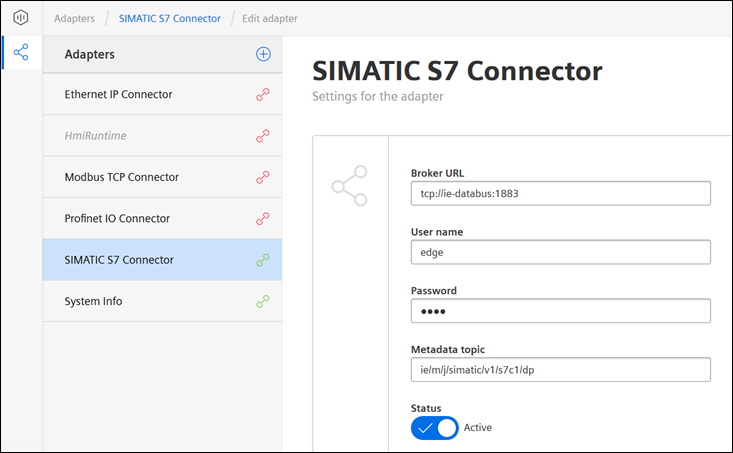 Adapters
SIMATIC S7 Connector
Edit adapter
Adapters
Ethernet IP Connector
HmiRuntime
Modbus TCP Connector
Profinet IO Connector
SIMATIC S7 Connector
System Info
SIMATIC S7 Connector
Settings for the adapter
Broker URL
tcp://ie-databus:1883
User name
edge
Password
••••
Metadata topic
ie/m/j/simatic/v1/s7c1/dp
Status
Active